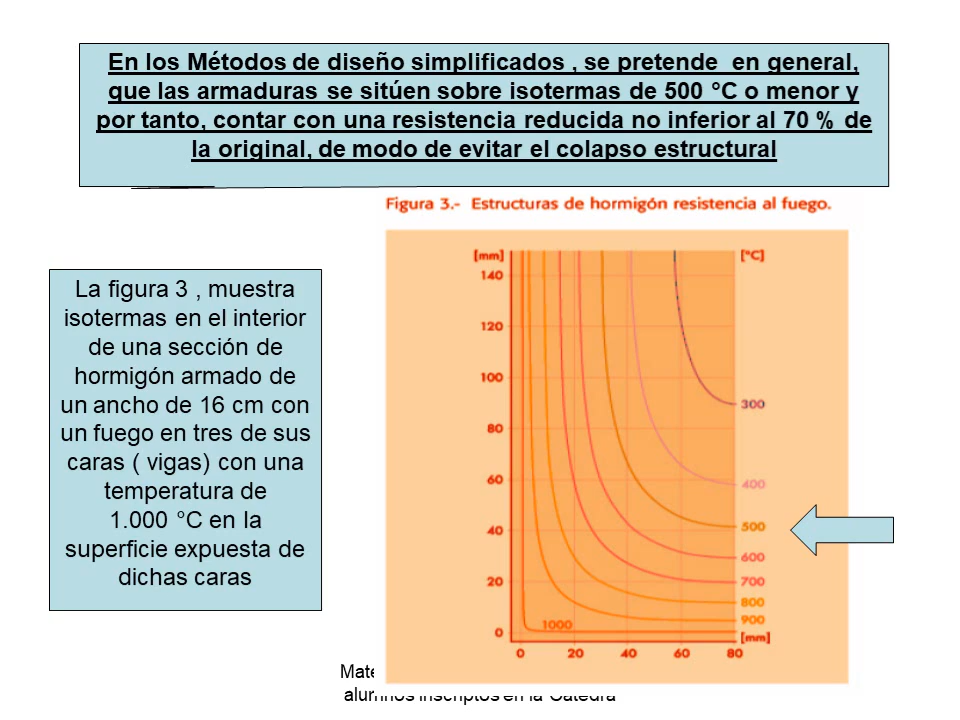 En los Métodos de diseño simplificados , se pretende en general,
que las armaduras se sitúen sobre isotermas de 500 °C o menor y
por tanto, contar con una resistencia reducida no inferior al 70 % de
la original, de modo de evitar el colapso estructural
Figura 3.- Estructuras de hormigón resistencia al fuego.
La figura 3 , muestra
isotermas en el interior
de una sección de
hormigón armado de
un ancho de 16 cm con
un fuego en tres de sus
caras ( vigas) con una
temperatura de
1.000 °C en la
superficie expuesta de
dichas caras
[mm] [°C]
140
120
100
300
80
60
400
40
500
600
20
700
800
900
0
1000
[mm]
0 20 40 60 80
alumnos inscriptos en la Catedra